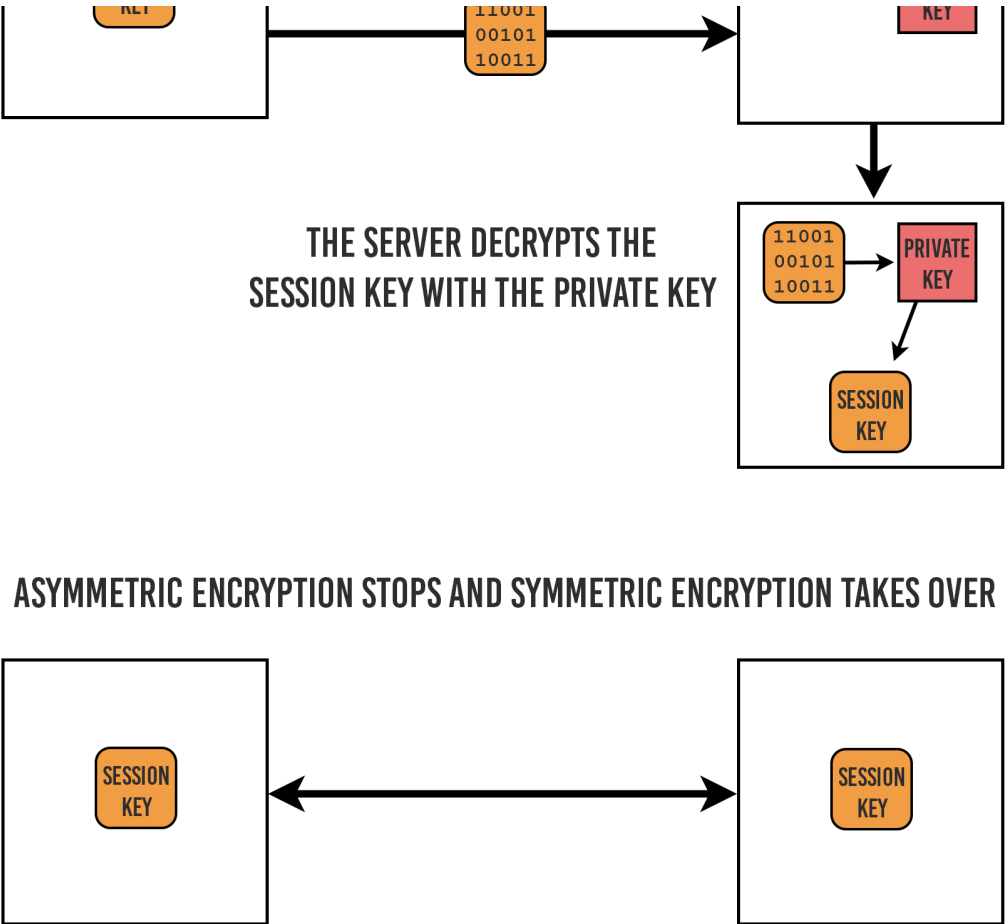 KEY
11001
00101
10011
KEY
THE SERVER DECRYPTS THE
SESSION KEY WITH THE PRIVATE KEY
11001
00101
10011
PRIVATE
KEY
SESSION
KEY
ASYMMETRIC ENCRYPTION STOPS AND SYMMETRIC ENCRYPTION TAKES OVER
SESSION
KEY
SESSION
KEY